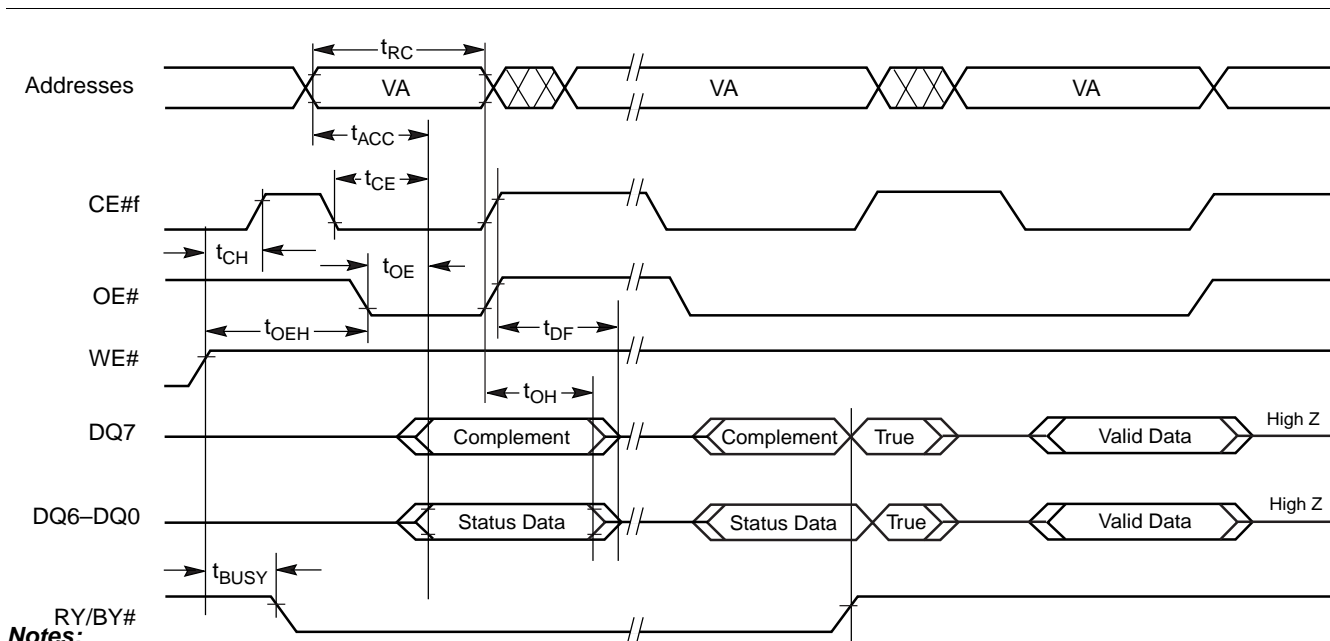 tRC
Addresses VA VA VA
tACC
tCE
CE#f
tCH
tOE
OE#
tOEH
tDF
WE#
tOH
DQ7 Complement Complement True Valid Data High Z
DQ6–DQ0 Status Data Status Data True Valid Data High Z
tBUSY
RY/BY#
Notes: